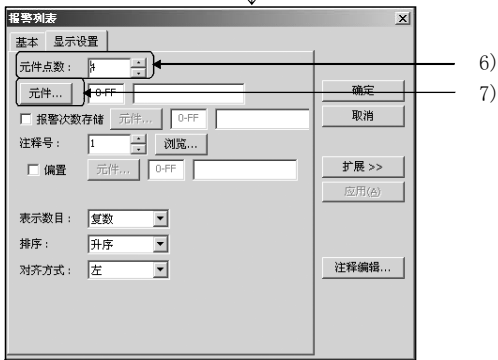 报警列表
基本 显示设置
元件点数： 4 6)
元件... 0-FF 7)
确定
报警次数存储 元件... 0-FF 取消
注释号： 1 浏览...
偏置 元件... 0-FF 扩展 >>
应用(A)
表示数目： 复数
排序： 升序
对齐方式： 左 注释编辑...